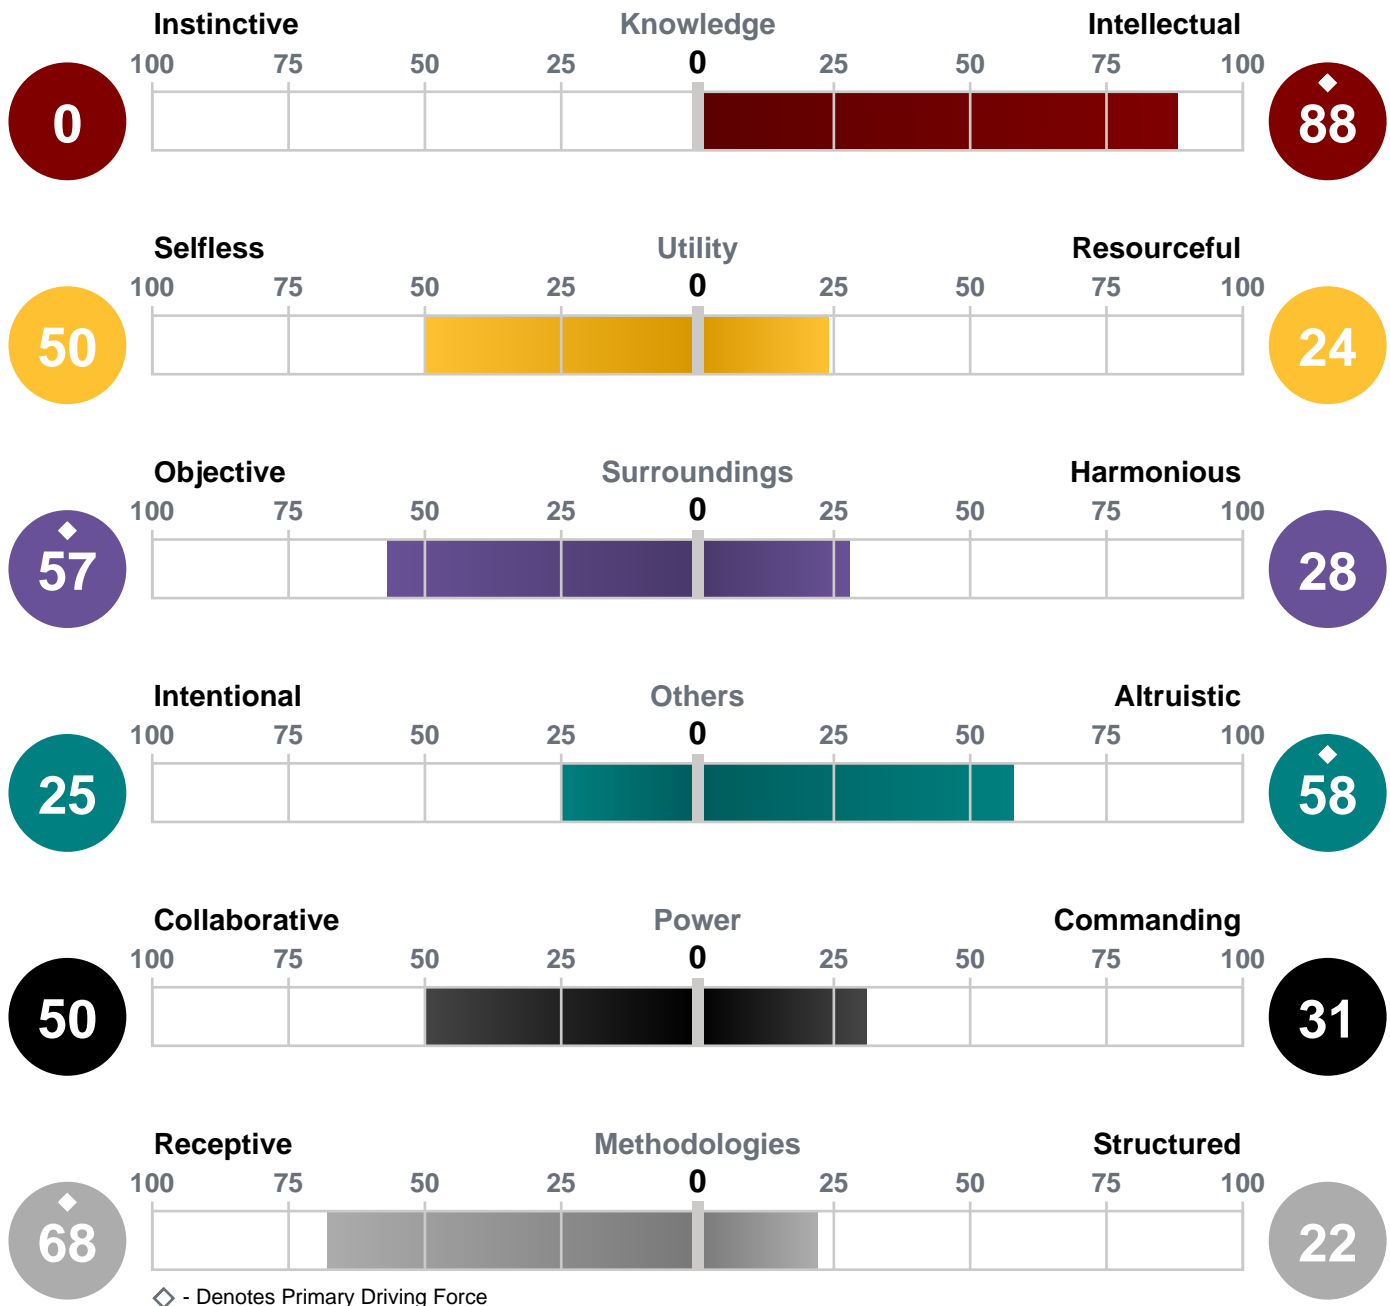 Instinctive Knowledge Intellectual
100 75 50 25 0 25 50 75 100
0 88
Selfless Utility Resourceful
100 75 50 25 0 25 50 75 100
50 24
Objective Surroundings Harmonious
100 75 50 25 0 25 50 75 100
57 28
Intentional Others Altruistic
100 75 50 25 0 25 50 75 100
25 58
Collaborative Power Commanding
100 75 50 25 0 25 50 75 100
50 31
Receptive Methodologies Structured
100 75 50 25 0 25 50 75 100
68 22
- Denotes Primary Driving Force